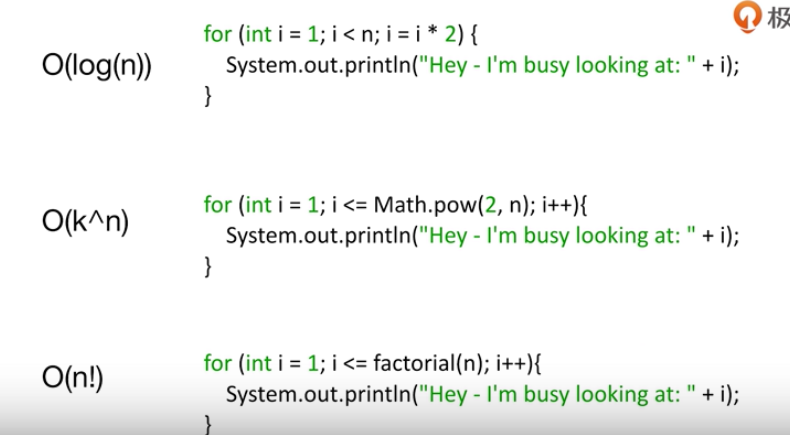 极
O(log(n))
for (int i = 1; i < n; i = i * 2) {
System.out.println("Hey - I'm busy looking at: " + i);
}
O(k^n)
for (int i = 1; i <= Math.pow(2, n); i++){
System.out.println("Hey - I'm busy looking at: " + i);
}
O(n!)
for (int i = 1; i <= factorial(n); i++){
System.out.println("Hey - I'm busy looking at: " + i);
}